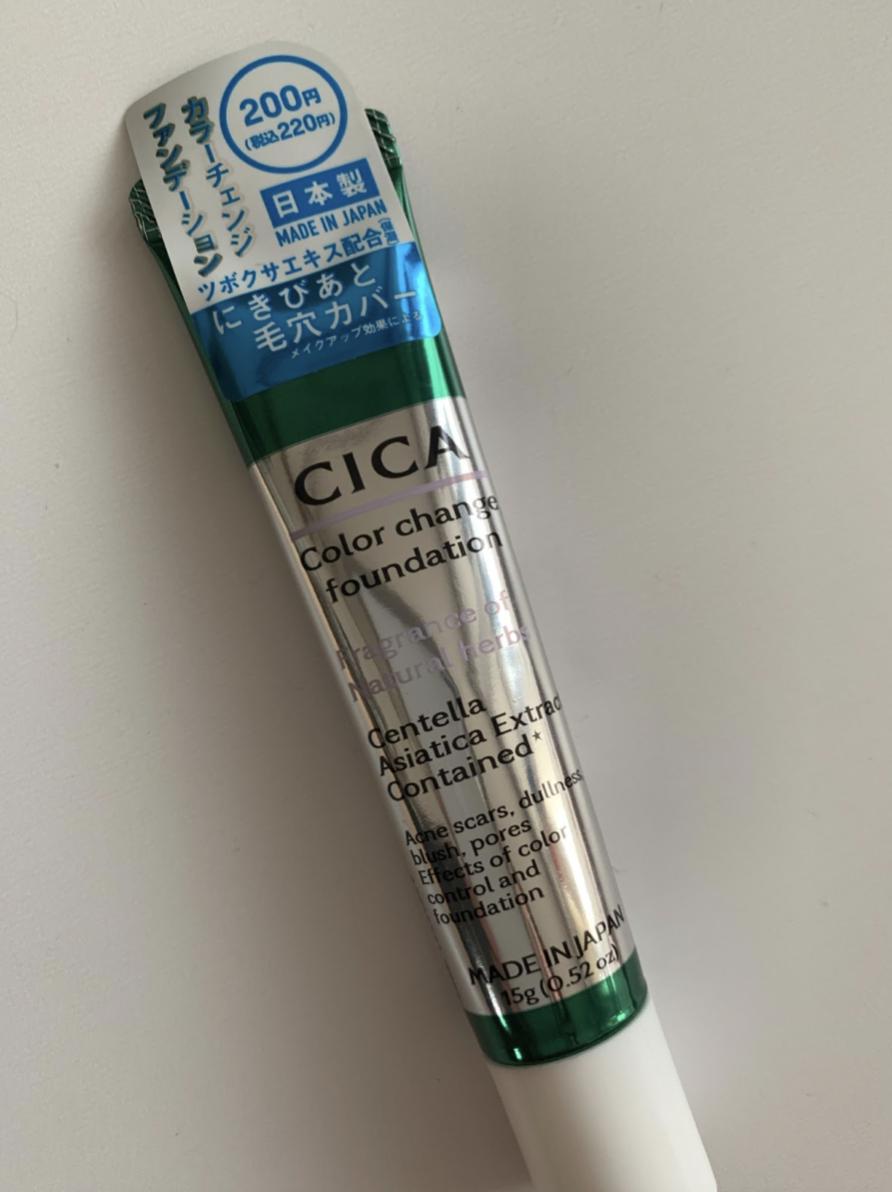 カラーチェンジ
ファンデーション
200円
(税込220円)
日本製
MADE IN JAPAN
ツボクサエキス配合(保湿)
にきびあと
毛穴カバー
メイクアップ効果による
CICA
Color change
foundation
Fragrance of
Natural herbs
Centella
Asiatica Extrac
Contained*
Acne scars, dullness
blush, pores
Effects of color
control and
foundation
MADE IN JAPAN
15g (0.52 oz)